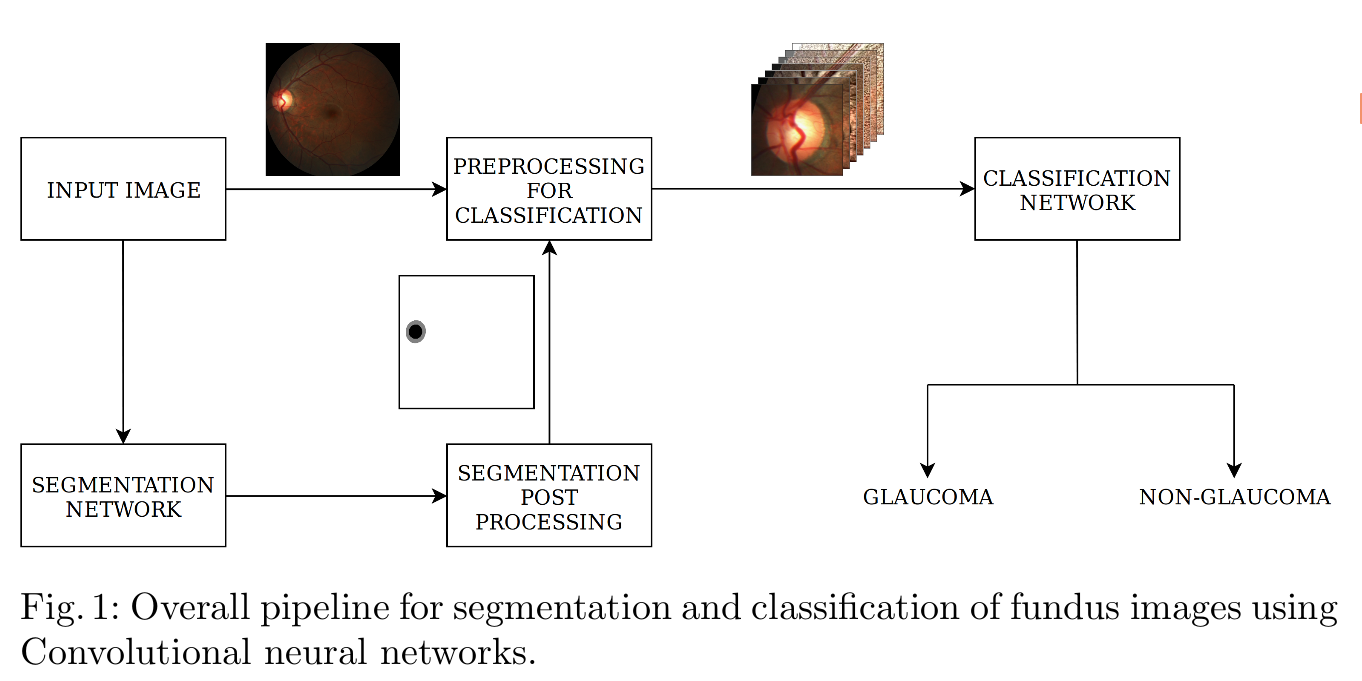 INPUT IMAGE
PREPROCESSING
FOR
CLASSIFICATION
CLASSIFICATION
NETWORK
SEGMENTATION
NETWORK
SEGMENTATION
POST
PROCESSING
GLAUCOMA
NON-GLAUCOMA
Fig. 1: Overall pipeline for segmentation and classification of fundus images using
Convolutional neural networks.